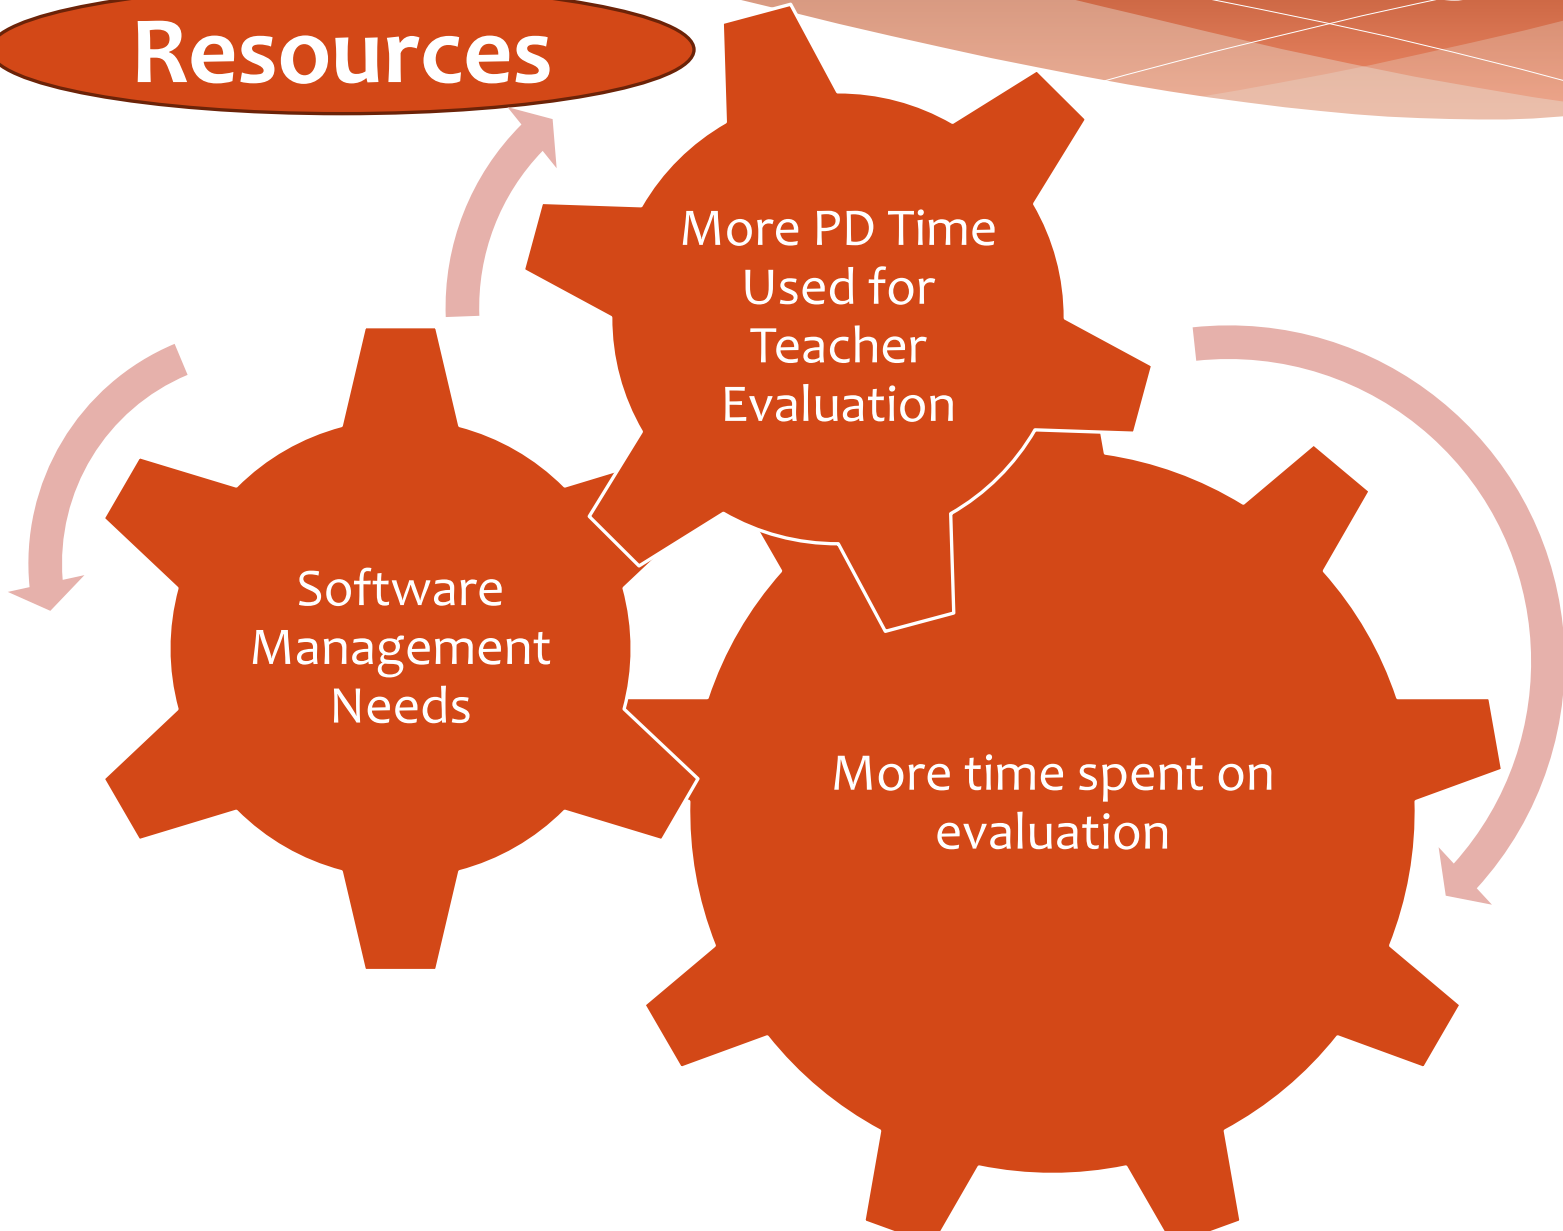 Resources
More PD Time
Used for
Teacher
Evaluation
Software
Management
Needs
More time spent on
evaluation